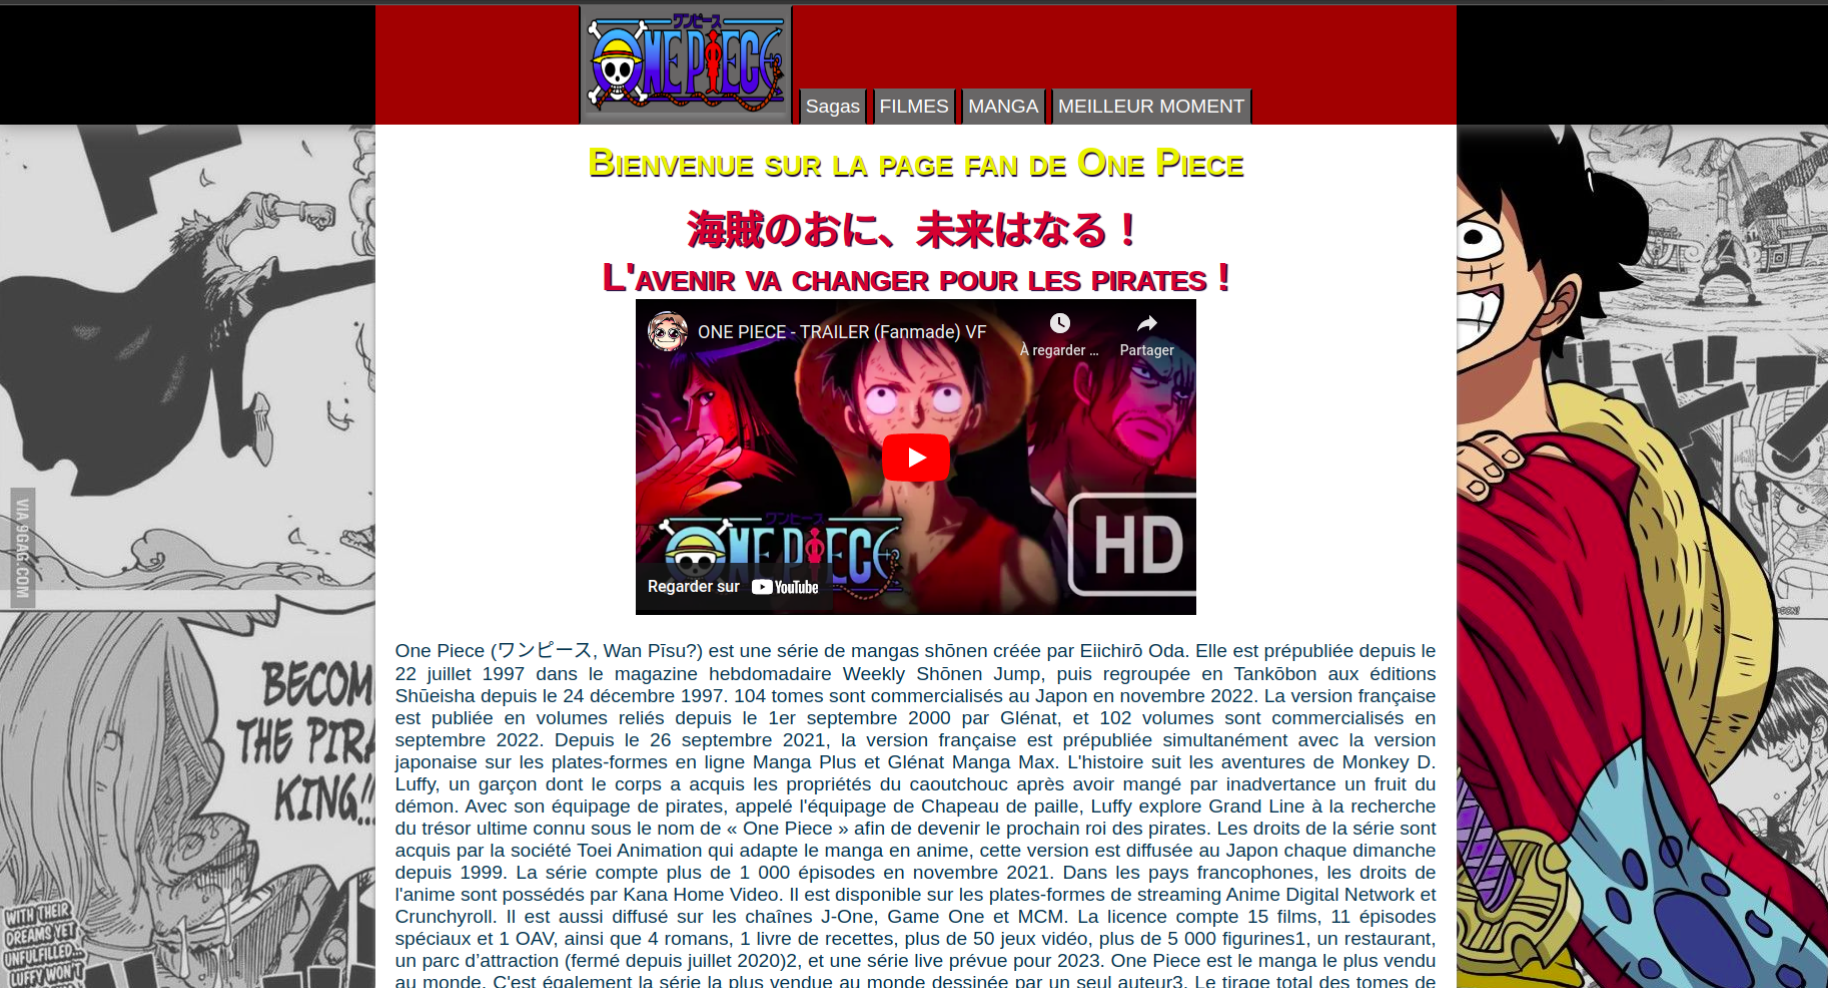 ワンピース
ONE PIECE
Sagas
FILMES
MANGA
MEILLEUR MOMENT
Bienvenue sur la page fan de One Piece
海賊のおに、未来はなる！
L'avenir va changer pour les pirates !
ONE PIECE - TRAILER (Fanmade) VF
À regarder ...
Partager
ワンピース
ONE PIECE
HD
Regarder sur YouTube
One Piece (ワンピース, Wan Pīsu?) est une série de mangas shōnen créée par Eiichirō Oda. Elle est prépubliée depuis le
22 juillet 1997 dans le magazine hebdomadaire Weekly Shōnen Jump, puis regroupée en Tankōbon aux éditions
Shūeisha depuis le 24 décembre 1997. 104 tomes sont commercialisés au Japon en novembre 2022. La version française
est publiée en volumes reliés depuis le 1er septembre 2000 par Glénat, et 102 volumes sont commercialisés en
septembre 2022. Depuis le 26 septembre 2021, la version française est prépubliée simultanément avec la version
japonaise sur les plates-formes en ligne Manga Plus et Glénat Manga Max. L'histoire suit les aventures de Monkey D.
Luffy, un garçon dont le corps a acquis les propriétés du caoutchouc après avoir mangé par inadvertance un fruit du
démon. Avec son équipage de pirates, appelé l'équipage de Chapeau de paille, Luffy explore Grand Line à la recherche
du trésor ultime connu sous le nom de « One Piece » afin de devenir le prochain roi des pirates. Les droits de la série sont
acquis par la société Toei Animation qui adapte le manga en anime, cette version est diffusée au Japon chaque dimanche
depuis 1999. La série compte plus de 1 000 épisodes en novembre 2021. Dans les pays francophones, les droits de
l'anime sont possédés par Kana Home Video. Il est disponible sur les plates-formes de streaming Anime Digital Network et
Crunchyroll. Il est aussi diffusé sur les chaînes J-One, Game One et MCM. La licence compte 15 films, 11 épisodes
spéciaux et 1 OAV, ainsi que 4 romans, 1 livre de recettes, plus de 50 jeux vidéo, plus de 5 000 figurines1, un restaurant,
un parc d’attraction (fermé depuis juillet 2020)2, et une série live prévue pour 2023. One Piece est le manga le plus vendu
au monde. C'est également la série la plus vendue au monde dessinée par un seul auteur3. Le tirage total des tomes de
VIA 9GAG.COM
BECOM
THE PIRA
KING!!...
WITH THEIR
DREAMS YET
UNFULFILLED...
LUFFY WON'T